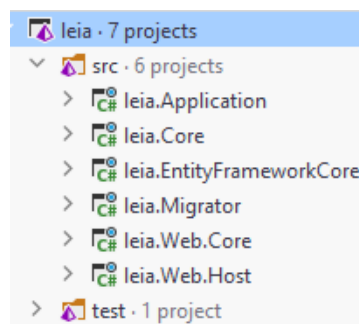 leia · 7 projects
src · 6 projects
C# leia.Application
C# leia.Core
C# leia.EntityFrameworkCore
C# leia.Migrator
C# leia.Web.Core
C# leia.Web.Host
test · 1 project